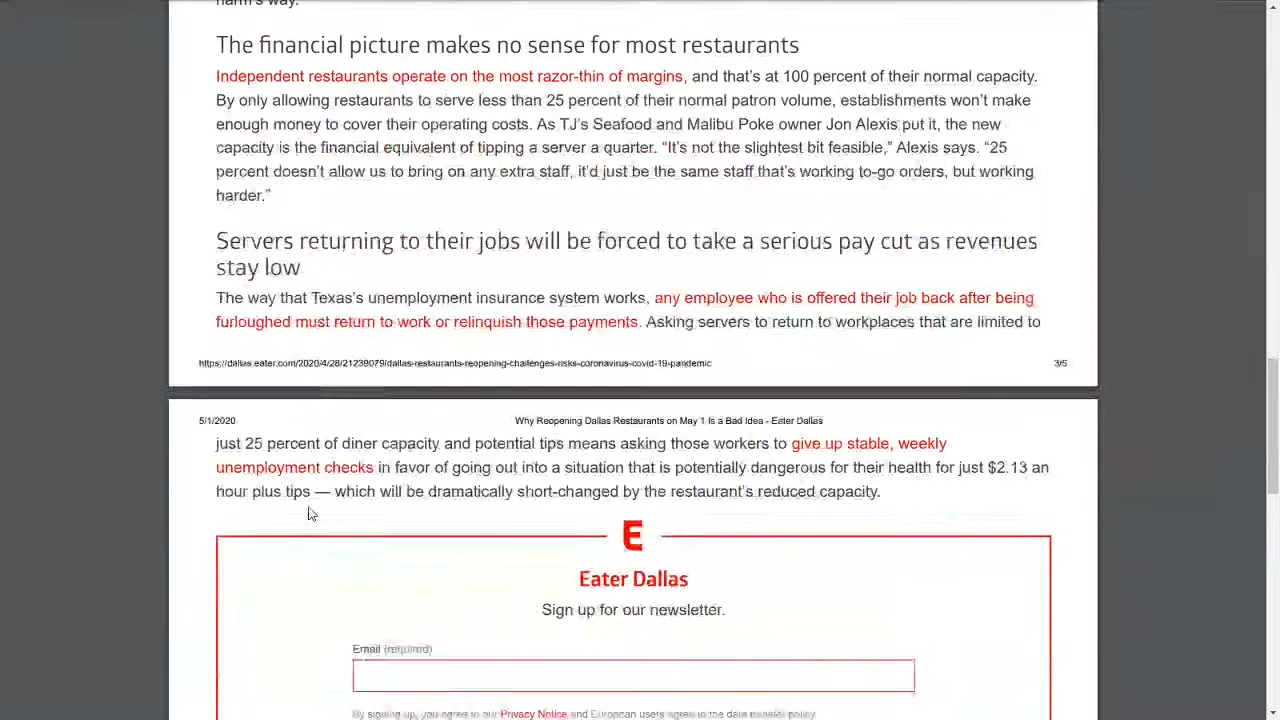 harm's way.
The financial picture makes no sense for most restaurants
Independent restaurants operate on the most razor-thin of margins, and that's at 100 percent of their normal capacity.
By only allowing restaurants to serve less than 25 percent of their normal patron volume, establishments won't make
enough money to cover their operating costs. As TJ's Seafood and Malibu Poke owner Jon Alexis put it, the new
capacity is the financial equivalent of tipping a server a quarter. “It's not the slightest bit feasible,” Alexis says. “25
percent doesn't allow us to bring on any extra staff, it'd just be the same staff that's working to-go orders, but working
harder.”
Servers returning to their jobs will be forced to take a serious pay cut as revenues
stay low
The way that Texas's unemployment insurance system works, any employee who is offered their job back after being
furloughed must return to work or relinquish those payments. Asking servers to return to workplaces that are limited to
https://dallas.eater.com/2020/4/28/21239079/dallas-restaurants-reopening-challenges-risks-coronavirus-covid-19-pandemic 3/5
5/1/2020 Why Reopening Dallas Restaurants on May 1 Is a Bad Idea - Eater Dallas
just 25 percent of diner capacity and potential tips means asking those workers to give up stable, weekly
unemployment checks in favor of going out into a situation that is potentially dangerous for their health for just $2.13 an
hour plus tips — which will be dramatically short-changed by the restaurant's reduced capacity.
E
Eater Dallas
Sign up for our newsletter.
Email (required)
By signing up, you agree to our Privacy Notice and European users agree to the data transfer policy.